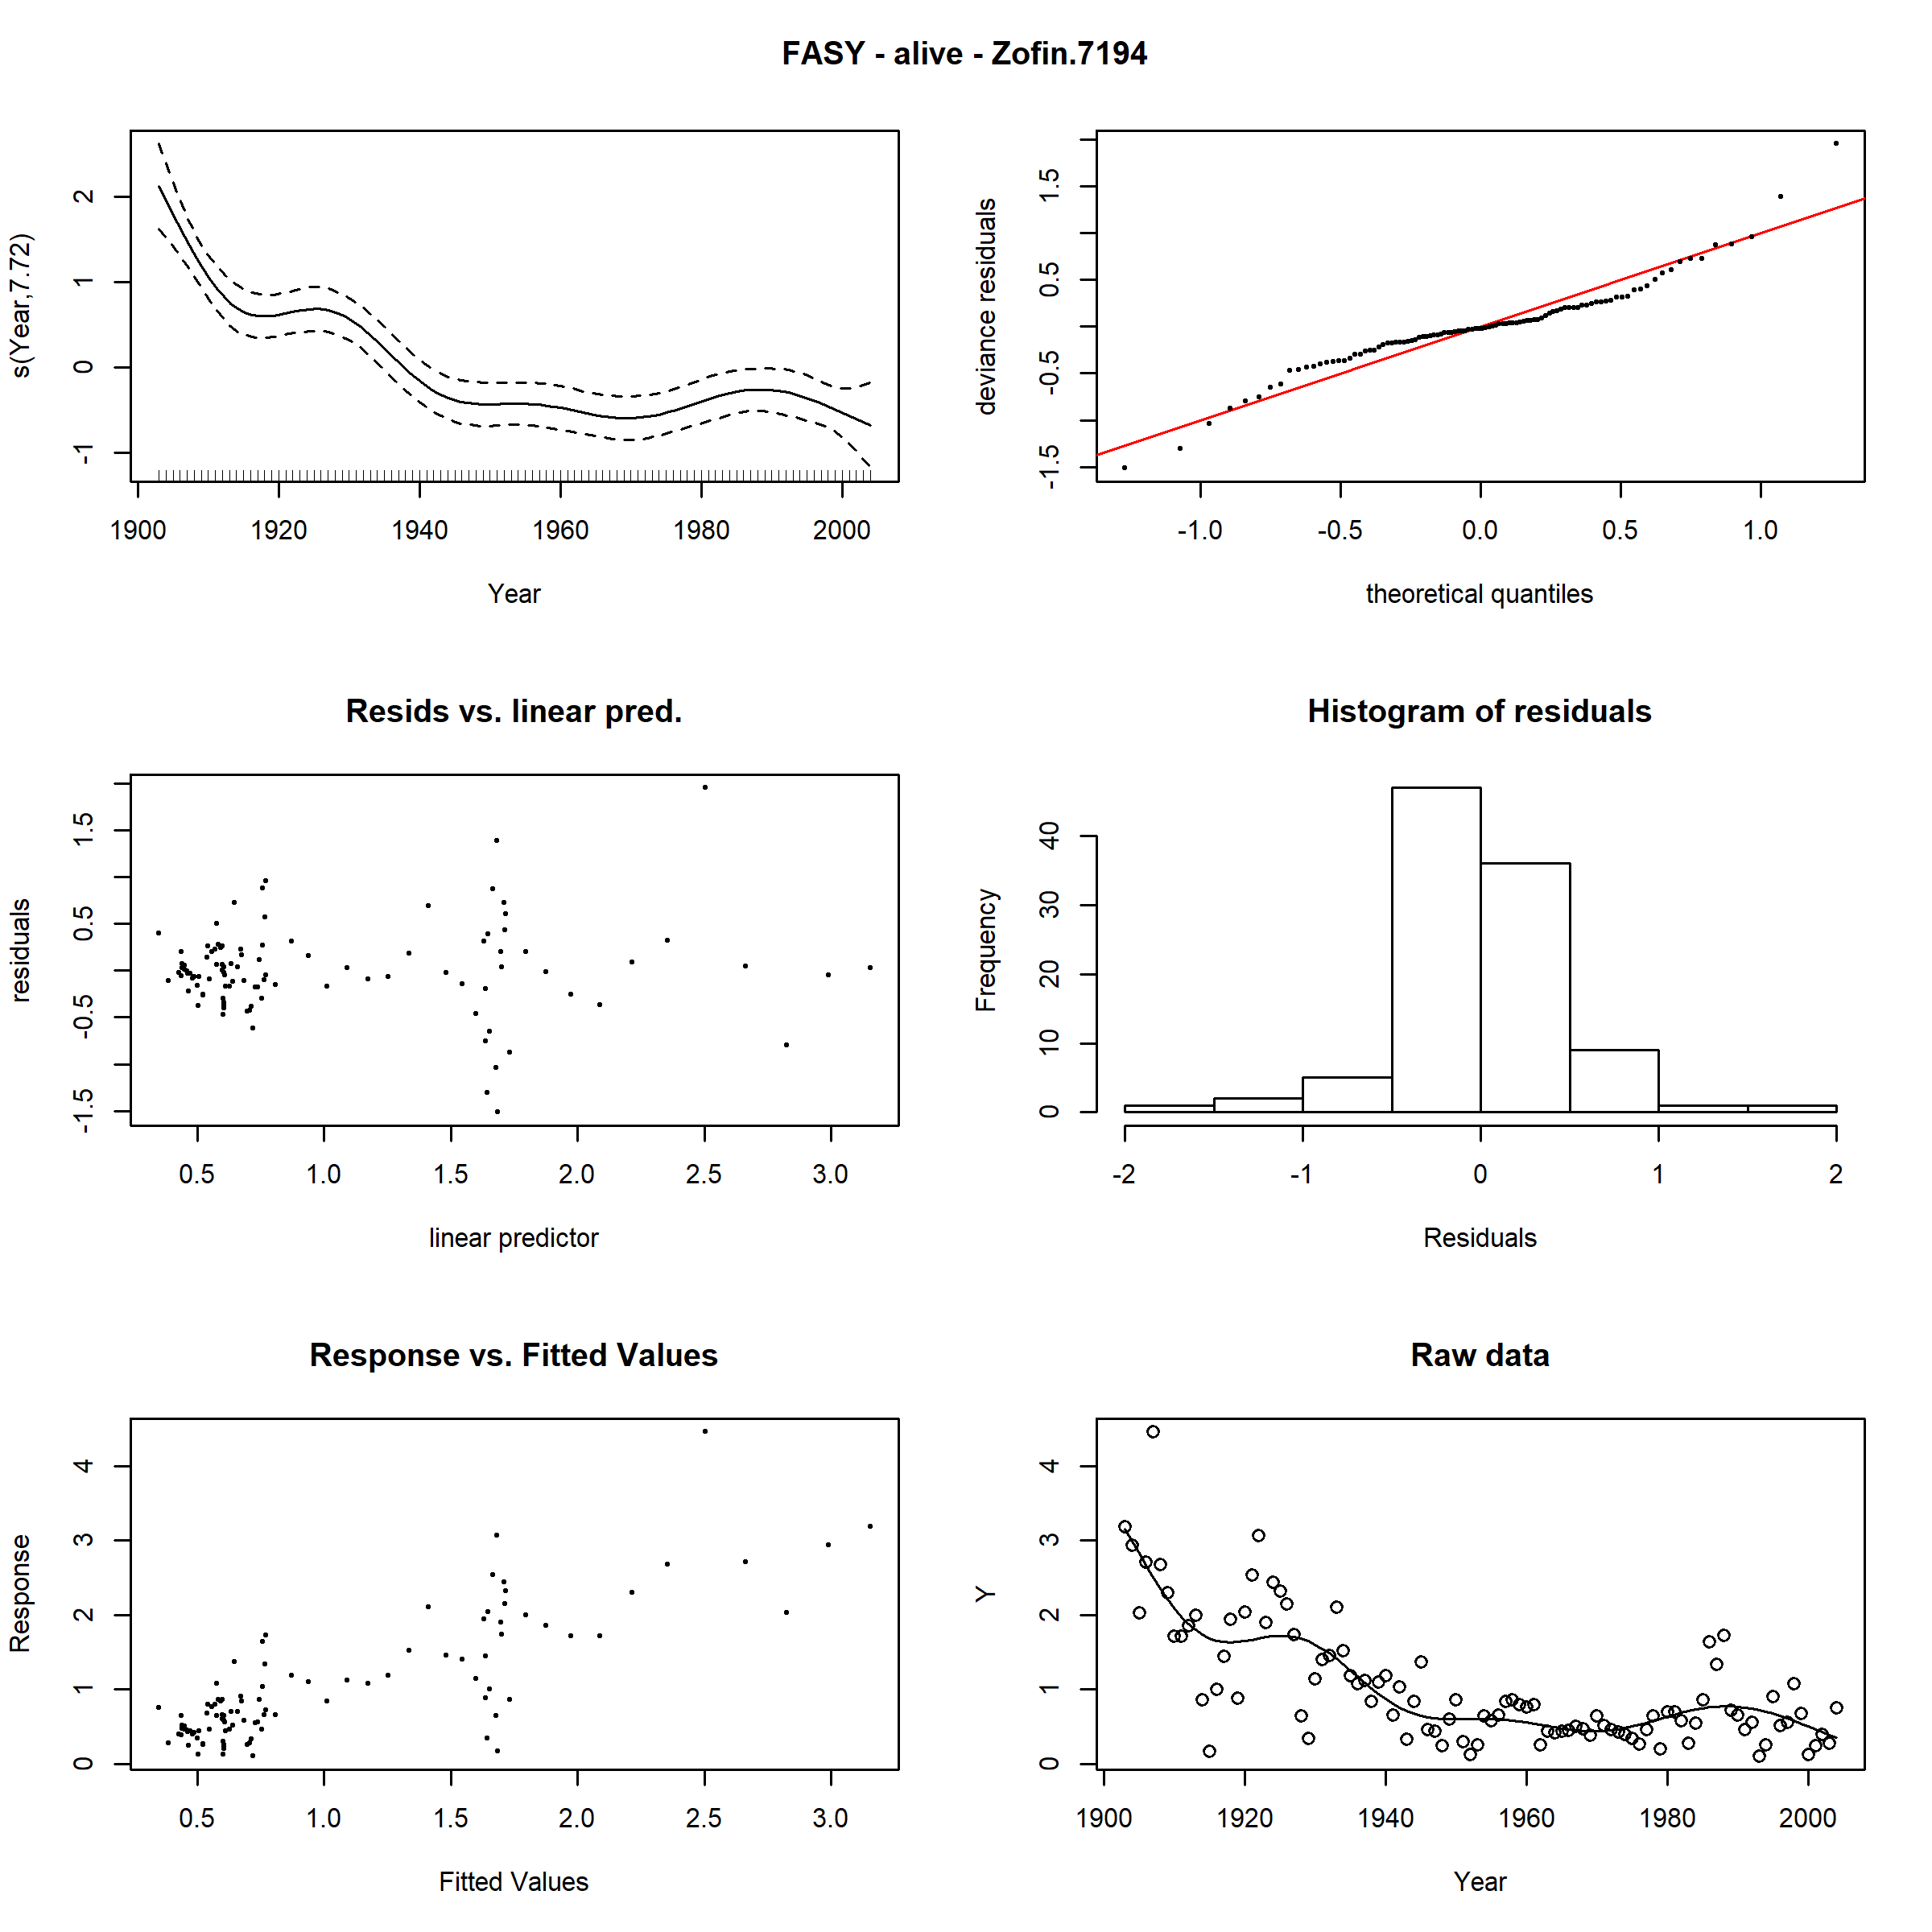 FASY - alive - Zofin.7194
s(Year,7.72)
2
1
0
-1
1900 1920 1940 1960 1980 2000
Year
deviance residuals
1.5
0.5
-0.5
-1.5
-1.0 -0.5 0.0 0.5 1.0
theoretical quantiles
Resids vs. linear pred.
residuals
1.5
0.5
-0.5
-1.5
0.5 1.0 1.5 2.0 2.5 3.0
linear predictor
Histogram of residuals
Frequency
40
30
20
10
0
-2 -1 0 1 2
Residuals
Response vs. Fitted Values
Response
4
3
2
1
0
0.5 1.0 1.5 2.0 2.5 3.0
Fitted Values
Raw data
Y
4
3
2
1
0
1900 1920 1940 1960 1980 2000
Year